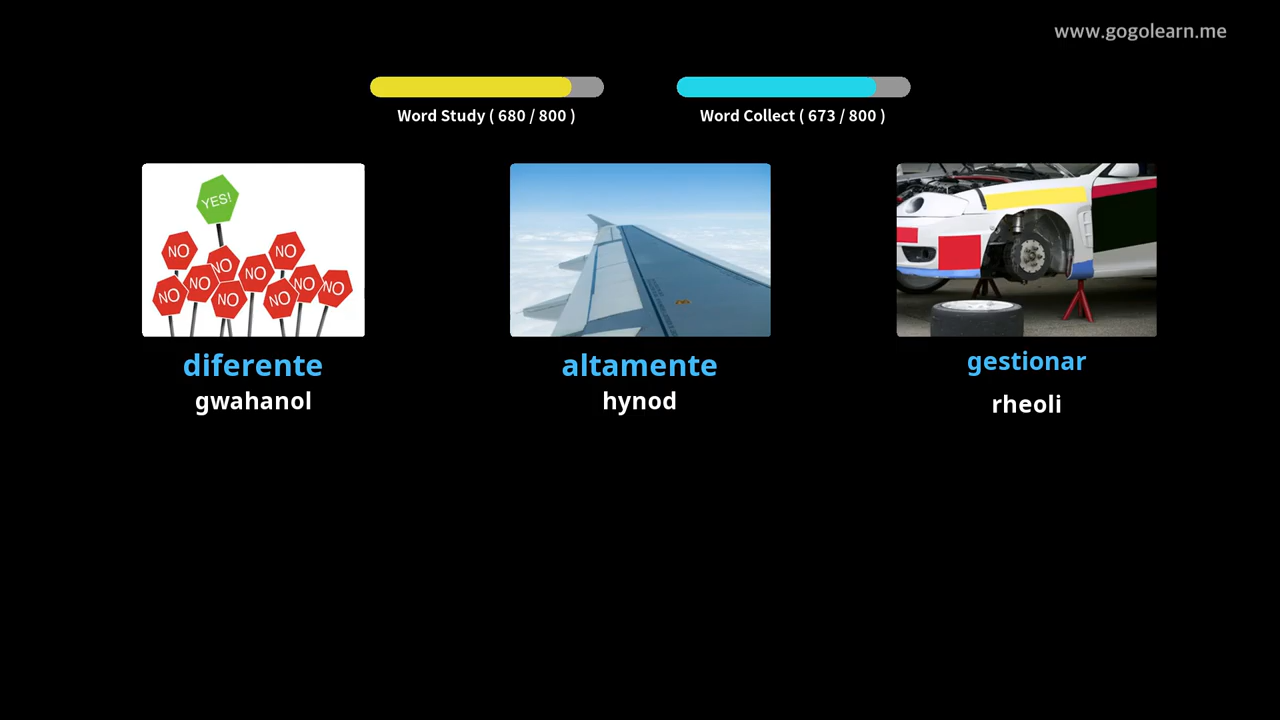 www.gogolearn.me
Word Study ( 680 / 800 )
Word Collect ( 673 / 800 )
YES!
NO
NO
NO
NO
NO
NO
NO
NO
NO
NO
diferente
gwahanol
altamente
hynod
gestionar
rheoli